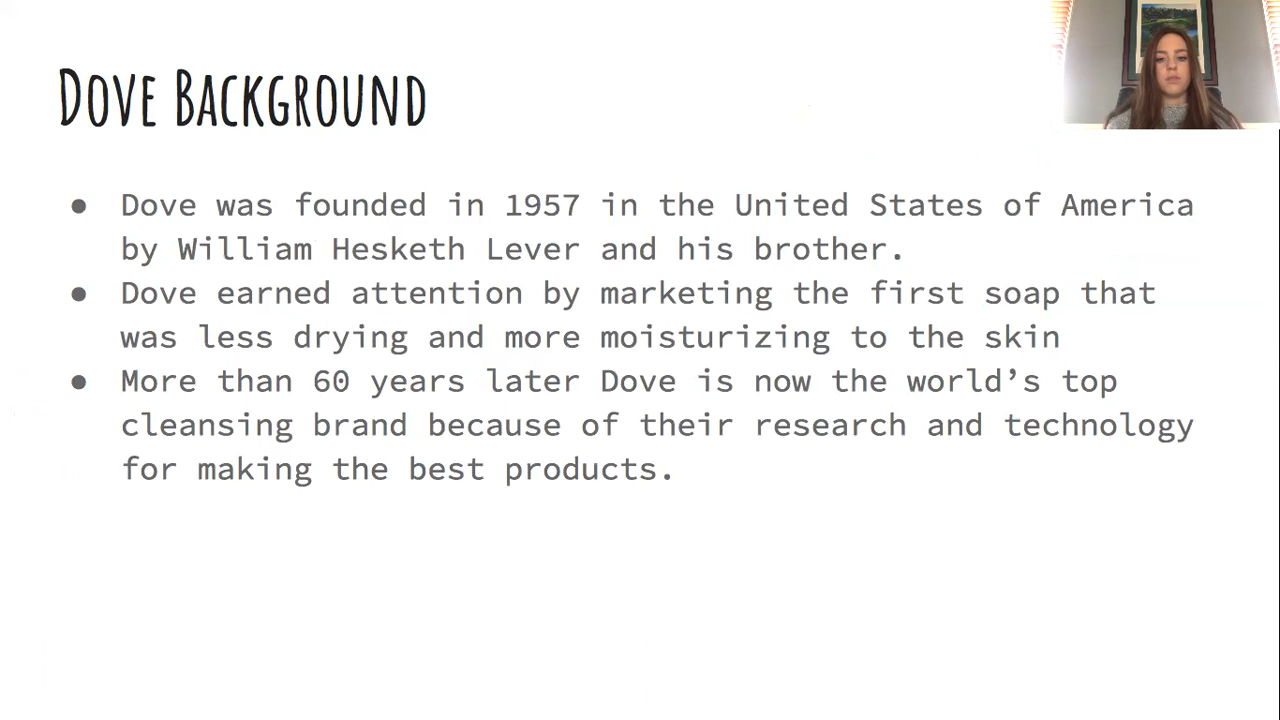 Dove Background
● Dove was founded in 1957 in the United States of America
by William Hesketh Lever and his brother.
● Dove earned attention by marketing the first soap that
was less drying and more moisturizing to the skin
● More than 60 years later Dove is now the world’s top
cleansing brand because of their research and technology
for making the best products.